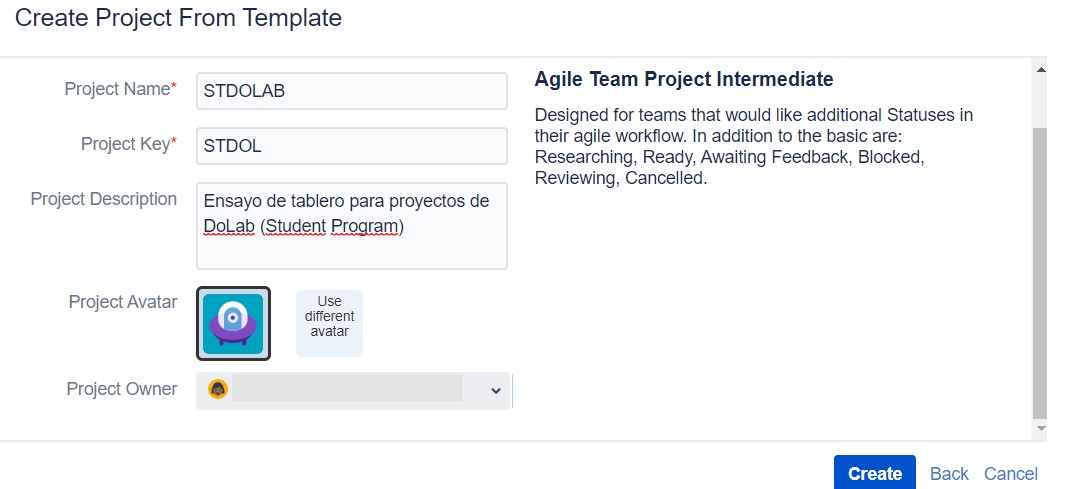 Create Project From Template
Project Name*
STDOLAB
Project Key*
STDOL
Project Description
Ensayo de tablero para proyectos de
DoLab (Student Program)
Project Avatar
Use
different
avatar
Project Owner
Agile Team Project Intermediate
Designed for teams that would like additional Statuses in
their agile workflow. In addition to the basic are:
Researching, Ready, Awaiting Feedback, Blocked,
Reviewing, Cancelled.
Create Back Cancel